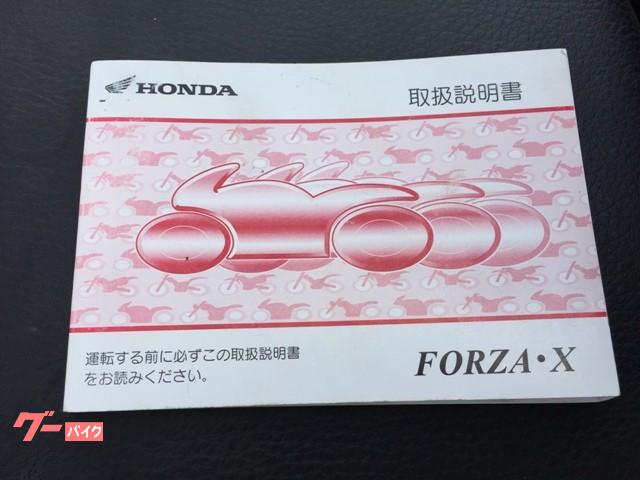 HONDA
取扱説明書
運転する前に必ずこの取扱説明書
をお読みください。
FORZA・X
グーバイク